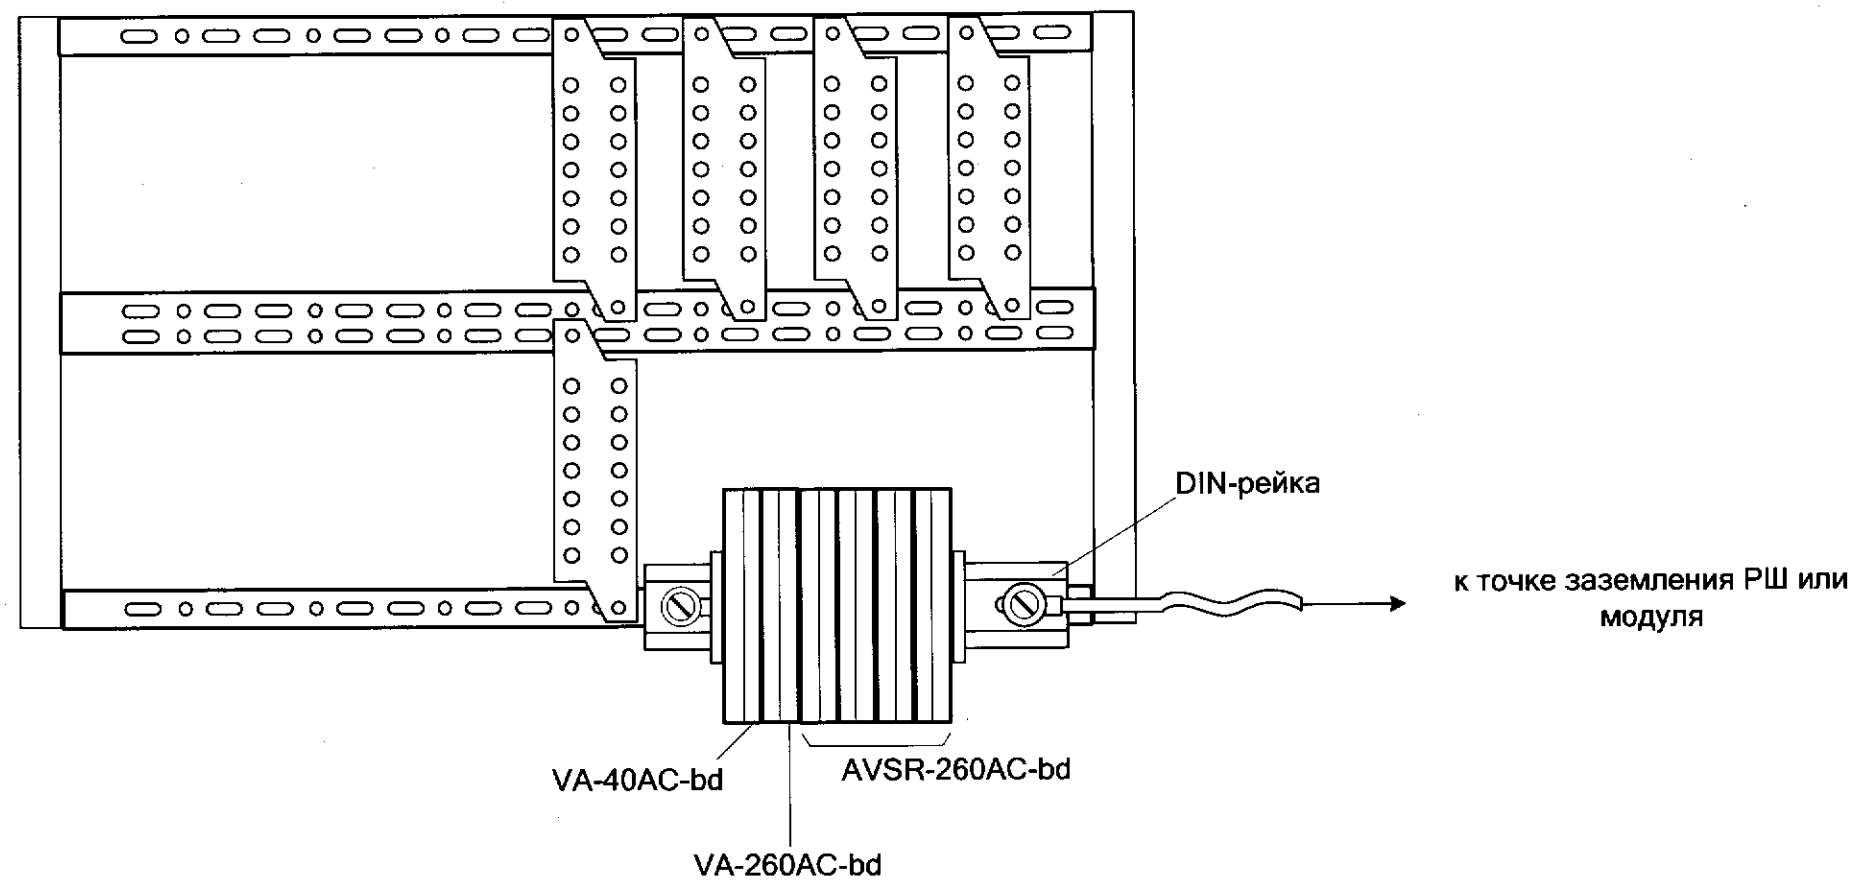 DIN-рейка
к точке заземления РШ или
модуля
VA-40AC-bd
AVSR-260AC-bd
VA-260AC-bd